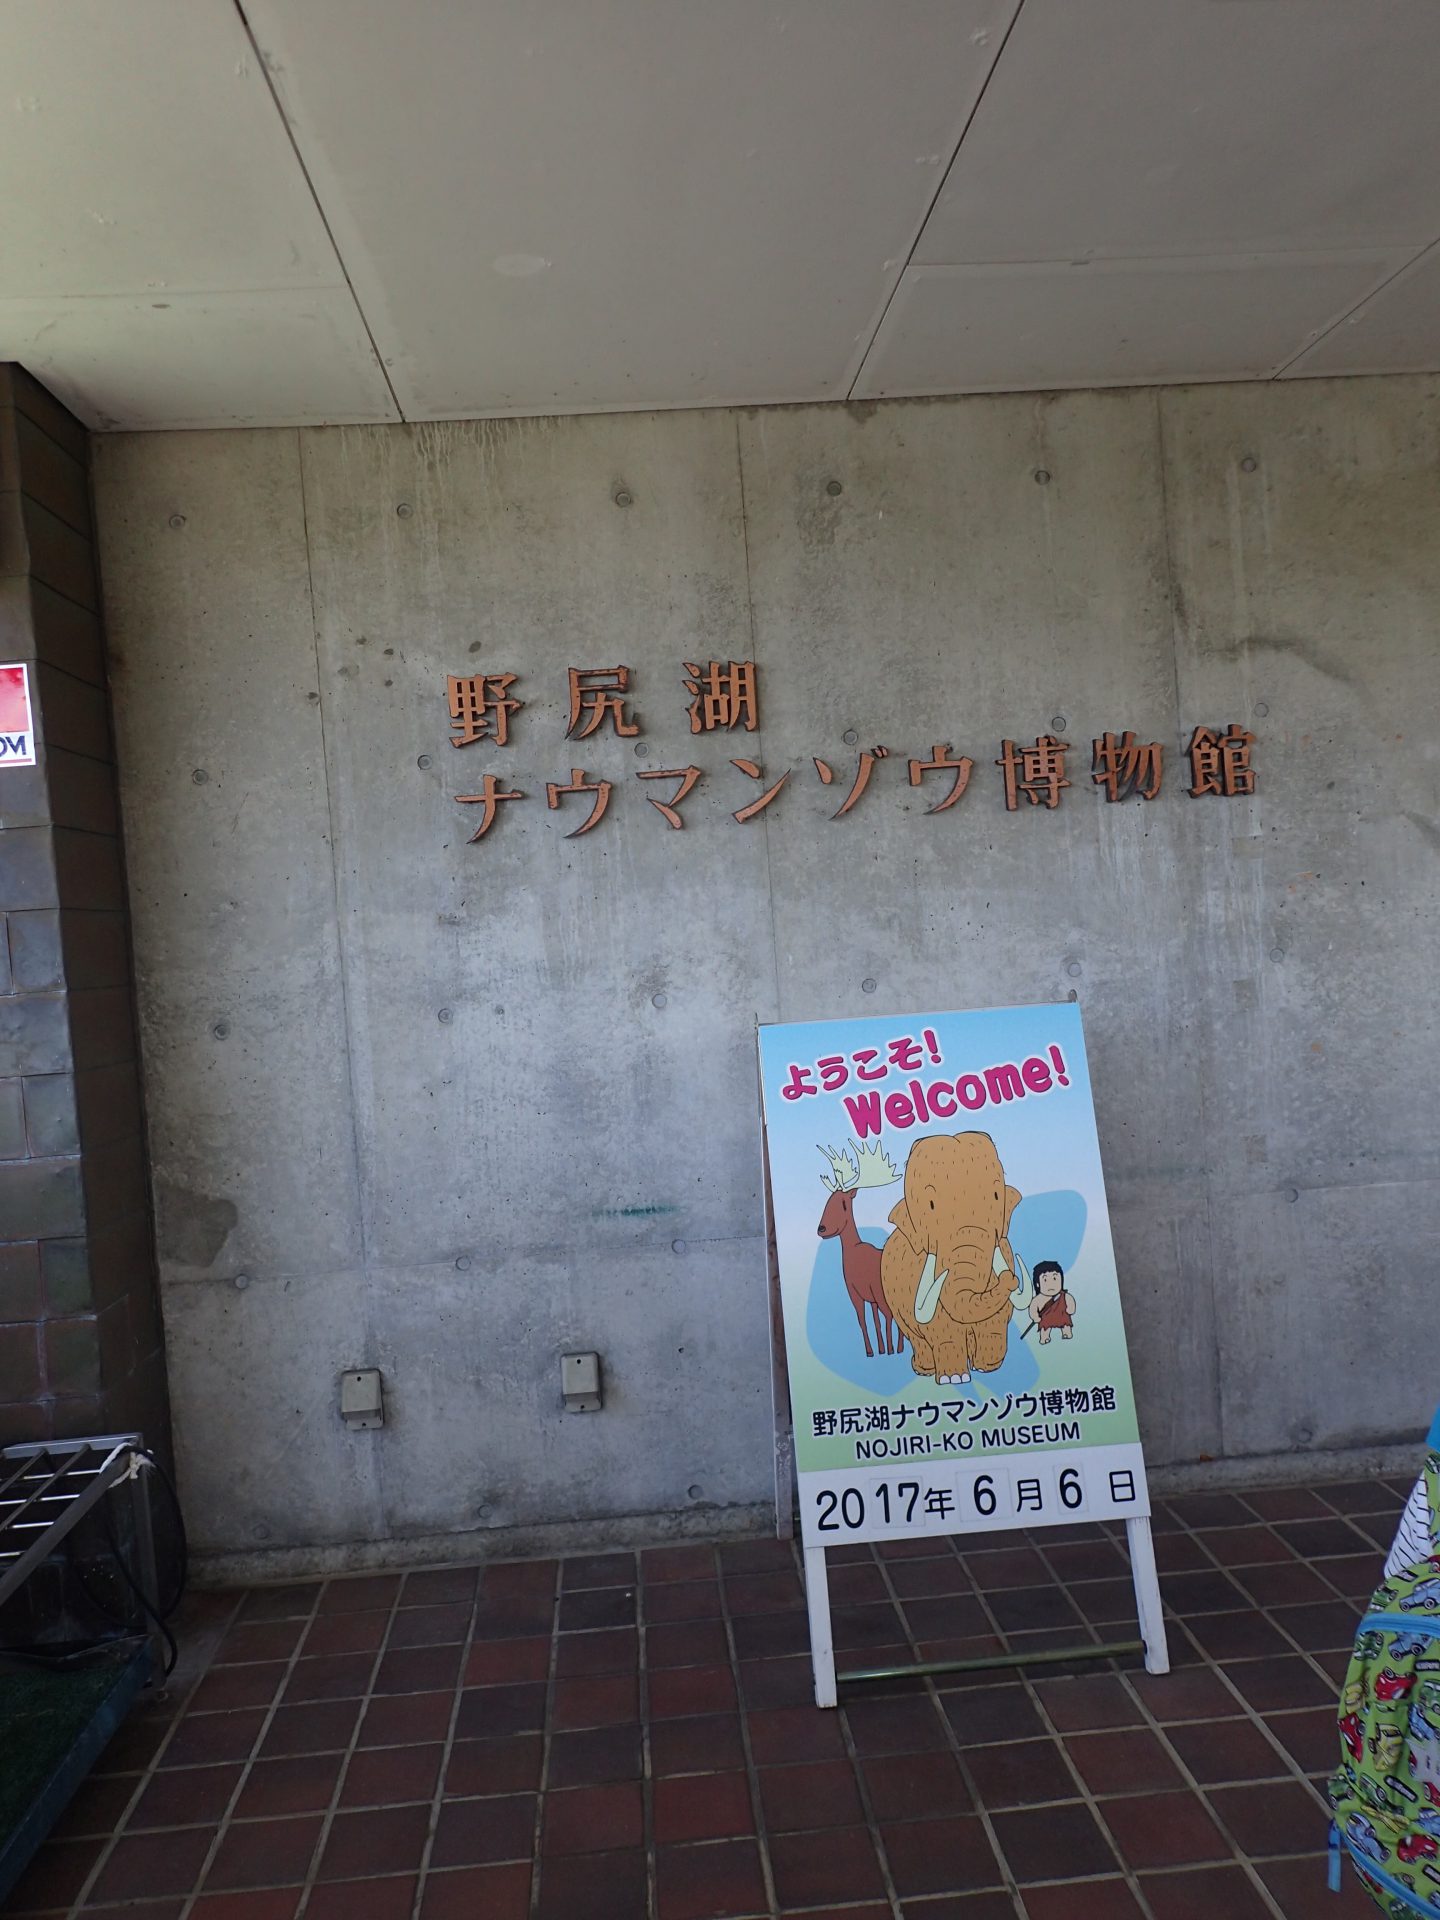 野尻湖
ナウマンゾウ博物館
ようこそ!
Welcome!
野尻湖ナウマンゾウ博物館
NOJIRI-KO MUSEUM
2017年 6月 6日